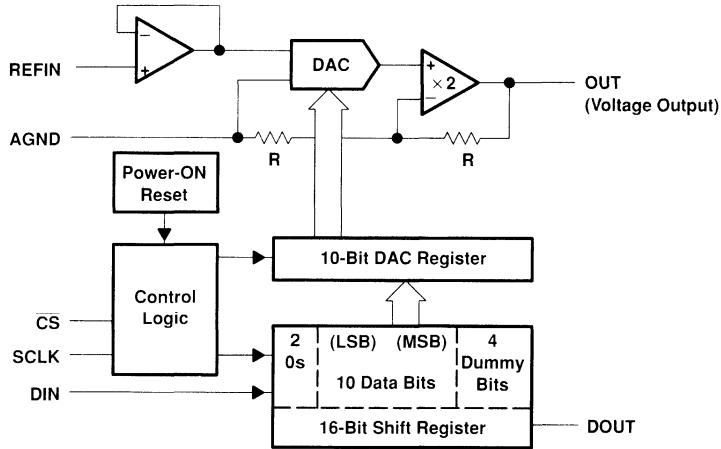 REFIN
−
+
DAC
+
× 2
−
OUT
(Voltage Output)
AGND
R
R
Power-ON
Reset
Control
Logic
10-Bit DAC Register
CS
SCLK
DIN
2
0s
(LSB) (MSB)
10 Data Bits
4
Dummy
Bits
16-Bit Shift Register
DOUT